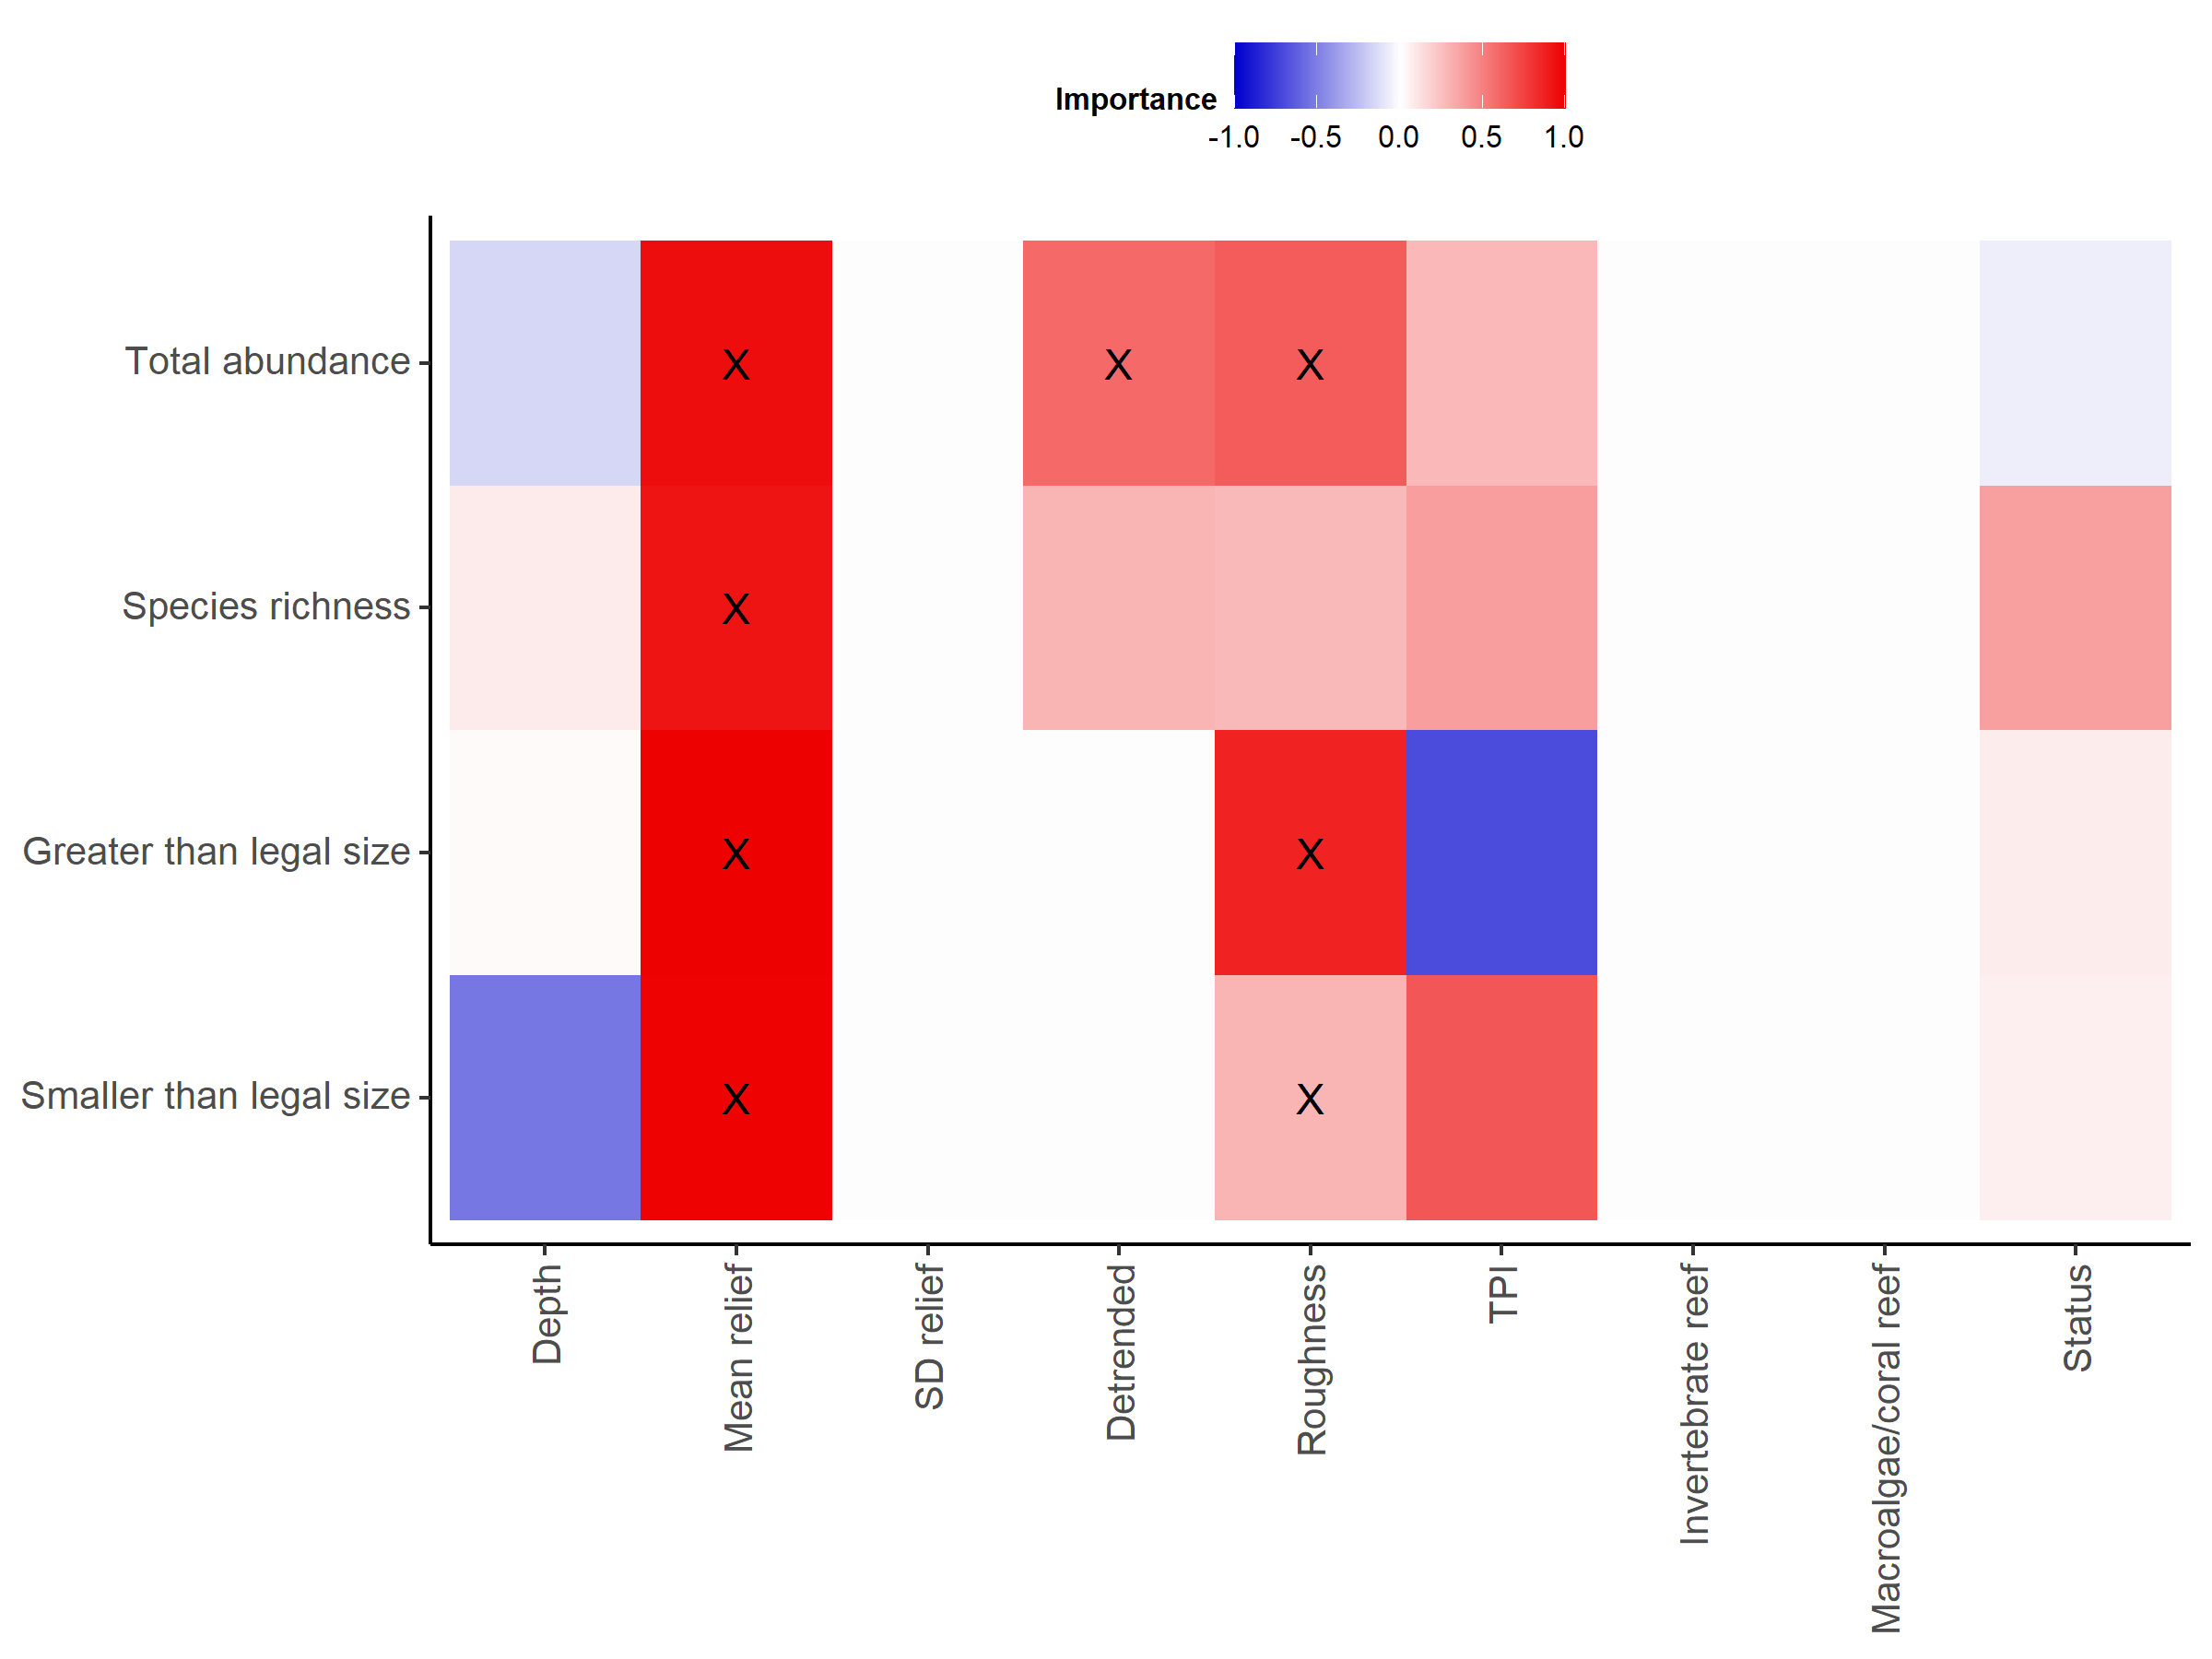 Importance
-1.0 -0.5 0.0 0.5 1.0
Total abundance X X X
Species richness X
Greater than legal size X X
Smaller than legal size X X
Depth
Mean relief
SD relief
Detrended
Roughness
TPI
Invertebrate reef
Macroalgae/coral reef
Status